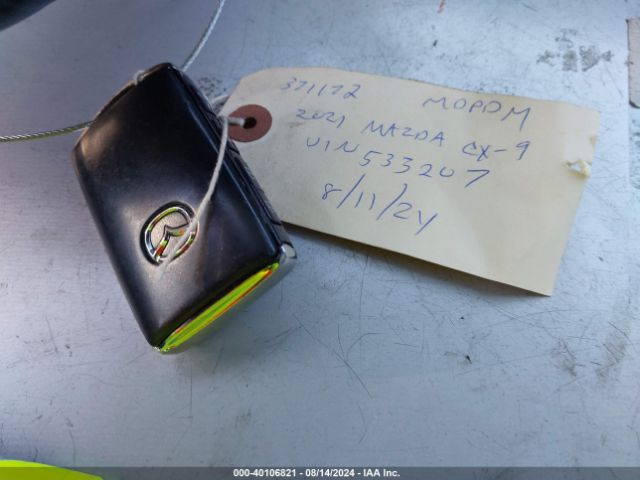 371172 MOPDM
2021 MAZDA CX-9
VIN 533207
8/11/24
000-40106821 - 08/14/2024 - IAA Inc.